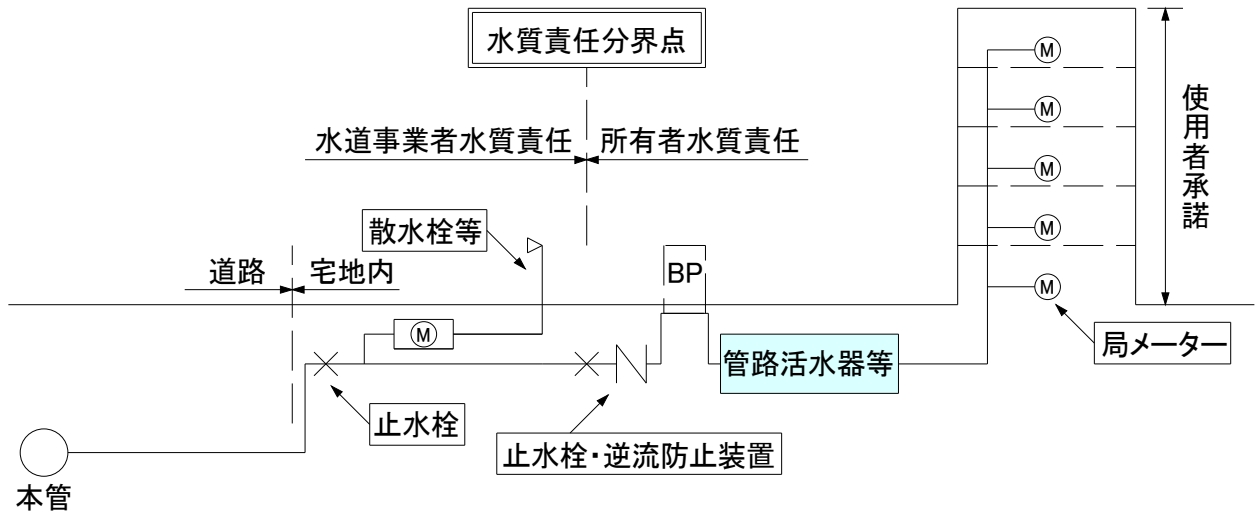 水質責任分界点
水道事業者水質責任
所有者水質責任
使用者承諾
散水栓等
道路
宅地内
BP
M
M
M
M
M
M
管路活水器等
局メーター
止水栓
止水栓・逆流防止装置
本管